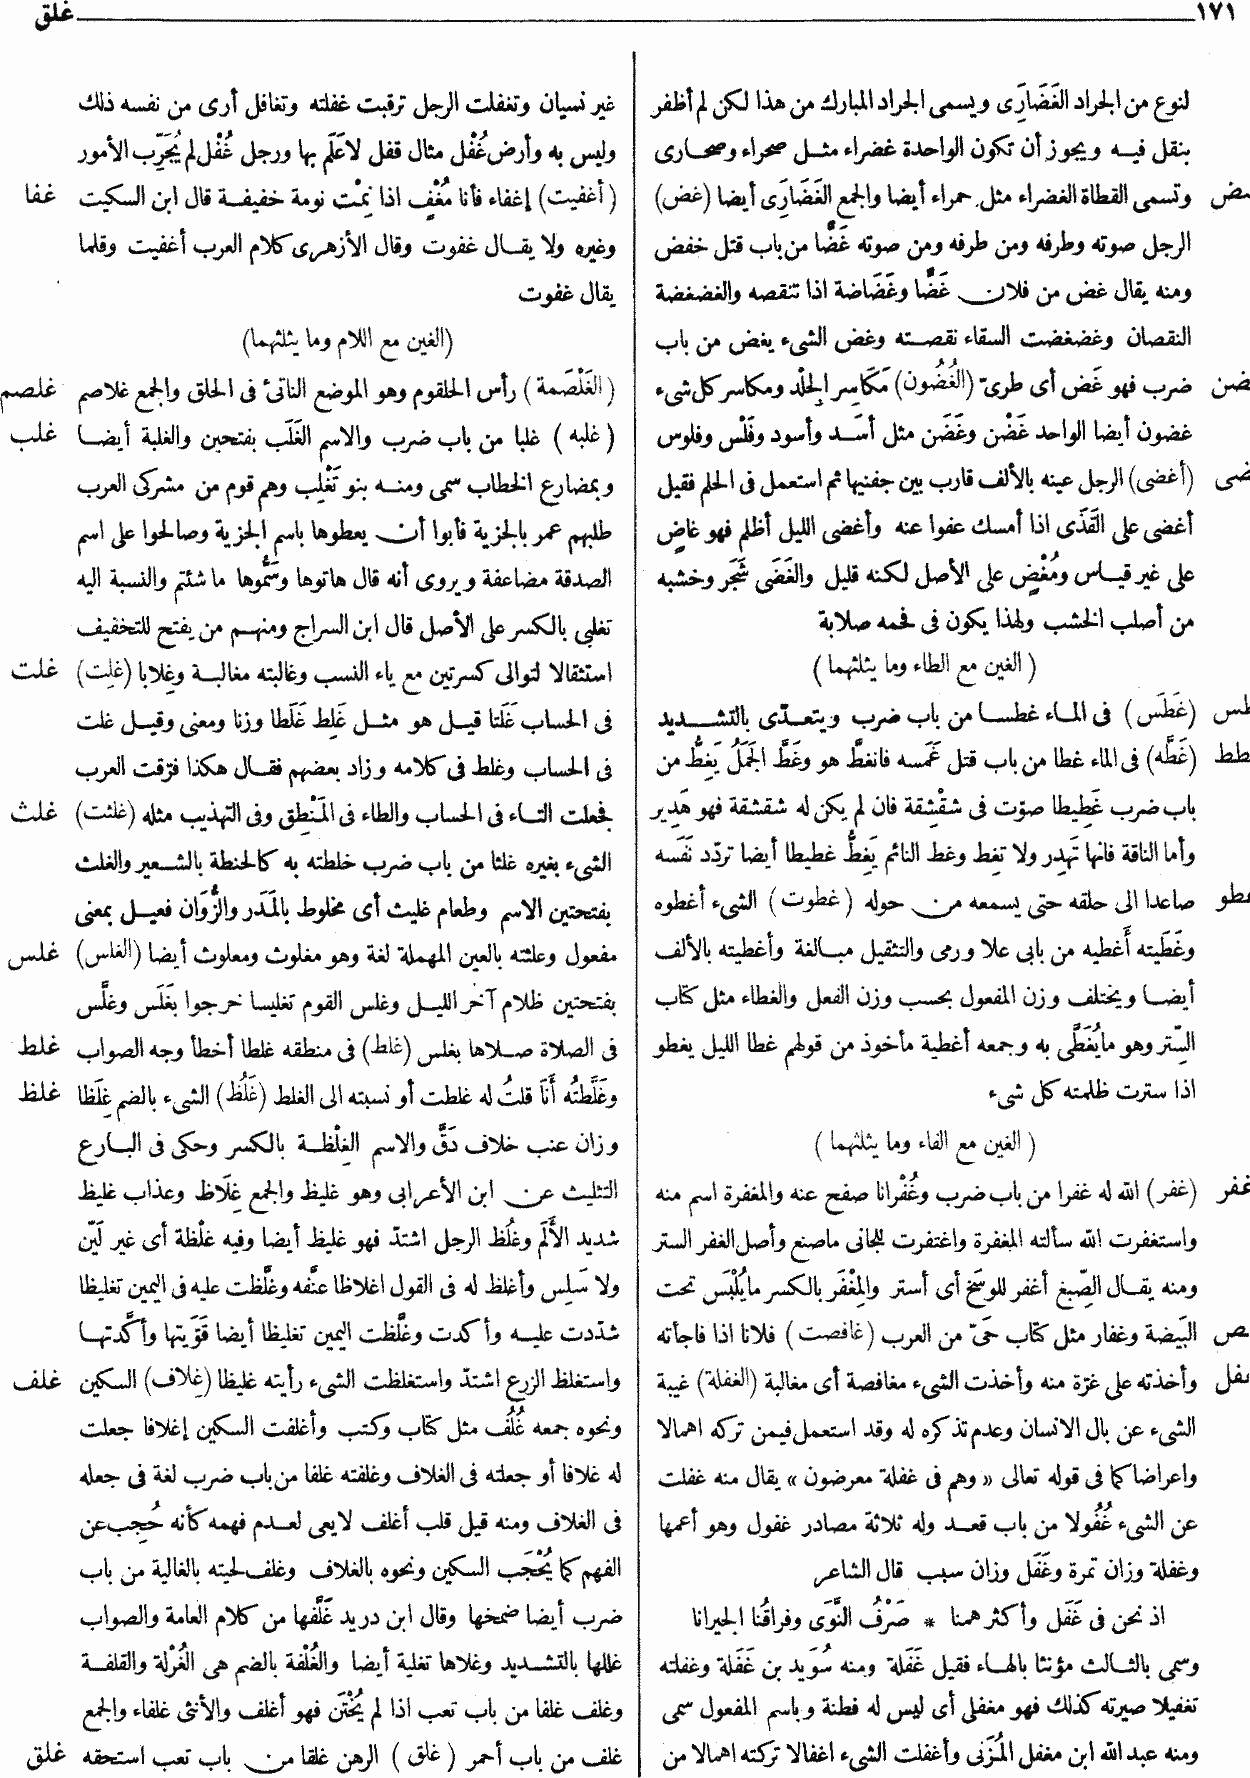 ١٧١
غلق
لنوع من الجراد الغَضَارَى ويسمى الجراد المبارك من هذا لكن لم أظفر
بنقل فيه ويجوز أن تكون الواحدة غضراء مثل صحراء وصحارى
وتسمى القطاة الغضراء مثل حمراء أيضا والجمع الغَضَارَى أيضا (غض)
الرجل صوته وطرفه ومن طرفه ومن صوته غَضًّا من باب قتل خفض
ومنه يقال غض من فلان غَضًّا وغَضَاضة اذا تنقصه والغضغضة
النقصان وغضغضت السقاء نقصته وغض الشىء يغض من باب
ضرب فهو غَض أى طرىّ (الغُضُون) مَكَاسِر الجِلْد ومكاسر كل شىء
غضون أيضا الواحد غَضْن وغَضَن مثل أسَد وأسود وفَلْس وفلوس
(أغضى) الرجل عينه بالألف قارب بين جفنيها ثم استعمل فى الحلم فقيل
أغضى على القَذَى اذا أمسك عفوا عنه وأغضى الليل أظلم فهو غاضٍ
على غير قياس ومُغْضٍ على الأصل لكنه قليل والغَضَى شَجَر وخشبه
من أصلب الخشب ولهذا يكون فى فحمه صلابة
(الغين مع الطاء وما يثلثهما)
(غَطَس) فى الماء غطسا من باب ضرب ويتعدّى بالتشديد
(غَطَّه) فى الماء غطا من باب قتل غَمَسه فانغطَّ هو وغَطَّ الجَمَلُ يَغِطُّ من
باب ضرب غَطِيطا صوّت فى شقْشِقة فان لم يكن له شقشقة فهو هَدِير
وأما الناقة فانها تَهدِر ولا تَغِط وغط النائم يَغِطُّ غطيطا أيضا تردّد نَفَسه
صاعدا الى حلقه حتى يسمعه من حوله (غطوت) الشىء أغطوه
وغَطَيته أَغطيه من بابى علا ورمى والتثقيل مبالغة وأغطيته بالألف
أيضا ويختلف وزن المفعول بحسب وزن الفعل والغطاء مثل كتاب
السِّتر وهو مايُغَطَّى به وجمعه أغطية مأخوذ من قولهم غطا الليل يغطو
اذا سترت ظلمته كل شىء
(الغين مع الفاء وما يثلثهما)
(غفر) الله له غفرا من باب ضرب وغُفْرانا صفح عنه والمغفرة اسم منه
واستغفرت الله سألته المغفرة واغتفرت للجانى ماصنع وأصل الغفر الستر
ومنه يقال الصِّبغ أغفر للوسَخ أى أستر والمِغْفَر بالكسر مايُلْبَس تحت
البَيضة وغفار مثل كتاب حَىّ من العرب (غافصت) فلانا اذا فاجأته
وأخذته على غرّة منه وأخذت الشىء مغافصة أى مغالبة (الغفلة) غيبة
الشىء عن بال الانسان وعدم تذكره له وقد استعمل فيمن تركه اهمالا
واعراضا كما فى قوله تعالى «وهم فى غفلة معرضون» يقال منه غفلت
عن الشىء غُفُولا من باب قعد وله ثلاثة مصادر غفول وهو أعمها
وغفلة وزان تمرة وغَفَل وزان سبب قال الشاعر
اذ نحن فى غَفَل وأكثر همنا * صَرْفُ النَّوَى وفراقُنا الجيرانا
وسمى بالثالث مؤنثا بالهاء فقيل غَفَلة ومنه سُوَيد بن غَفَلة وغفلته
تغفيلا صيرته كذلك فهو مغفل أى ليس له فطنة وباسم المفعول سمى
ومنه عبد الله ابن مغفل المُزَنى وأغفلت الشىء اغفالا تركته اهمالا من
غير نسيان وتغفلت الرجل ترقبت غفلته وتغافل أرى من نفسه ذلك
وليس به وأرض غُفْل مثال قفل لاعَلَم بها ورجل غُفْل لم يُجَرِّب الأمور
غفا
(أغفيت) إغفاء فأنا مُغْفٍ اذا نِمْت نومة خفيفة قال ابن السكيت
وغيره ولا يقال غفوت وقال الأزهرى كلام العرب أغفيت وقلما
يقال غفوت
(الغين مع اللام وما يثلثهما)
غلصم
(الغَلْصَمة) رأس الحلقوم وهو الموضع الناتئ فى الحلق والجمع غلاصم
غلب
(غلبه) غلبا من باب ضرب والاسم الغَلَب بفتحتين والغلبة أيضا
وبمضارع الخطاب سمى ومنه بنو تَغْلِب وهم قوم من مشركى العرب
طلبهم عمر بالجزية فأبوا أن يعطوها باسم الجزية وصالحوا على اسم
الصدقة مضاعفة ويروى أنه قال هاتوها وسَمُّوها ما شئتم والنسبة اليه
تغلبى بالكسر على الأصل قال ابن السراج ومنهم من يفتح للتخفيف
غلت
استثقالا لتوالى كسرتين مع ياء النسب وغالبته مغالبة وغِلابا (غلِت)
فى الحساب غَلَتا قيل هو مثل غَلِط غَلَطا وزنا ومعنى وقيل غلت
فى الحساب وغلط فى كلامه وزاد بعضهم فقال هكذا فرّقت العرب
غلث
فجعلت التاء فى الحساب والطاء فى المَنْطِق وفى التهذيب مثله (غلثت)
الشىء بغيره غلثا من باب ضرب خلطته به كالحنطة بالشعير والغلث
بفتحتين الاسم وطعام غليث أى مخلوط بالمَدَر والزُّوَان فعيل بمعنى
غلس
مفعول وعلثته بالعين المهملة لغة وهو مغلوث ومعلوث أيضا (الغلس)
بفتحتين ظلام آخر الليل وغلس القوم تغليسا خرجوا بغَلَس وغلَّس
غلط
فى الصلاة صلاها بغلس (غلط) فى منطقه غلطا أخطأ وجه الصواب
غلظ
وغَلَّطتُه أَنَا قلتُ له غلطت أو نسبته الى الغلط (غَلُظ) الشىء بالضم غِلَظا
وزان عنب خلاف دَقَّ والاسم الغِلْظة بالكسر وحكى فى البارع
التثليث عن ابن الأعرابى وهو غليظ والجمع غِلَاظ وعذاب غليظ
شديد الأَلَم وغلُظ الرجل اشتدّ فهو غليظ أيضا وفيه غلْظة أى غير لَيّن
ولا سَلِس وأغلظ له فى القول اغلاظا عنَّفه وغلَّظت عليه فى اليمين تغليظا
شدّدت عليه وأكدت وغلَّظت اليمين تغليظا أيضا قَوّيتها وأكَّدتها
غلف
واستغلظ الزرع اشتدّ واستغلظت الشىء رأيته غليظا (غِلاف) السكين
ونحوه جمعه غُلُف مثل كتاب وكتب وأغلفت السكين إغلافا جعلت
له غلافا أو جعلته فى الغلاف وغلفته غلفا من باب ضرب لغة فى جعله
فى الغلاف ومنه قيل قلب أغلف لايعى لعدم فهمه كأنه حُجِب عن
الفهم كما يُحْجَب السكين ونحوه بالغلاف وغلف لحيته بالغالية من باب
ضرب أيضا ضمخها وقال ابن دريد غَلَّفها من كلام العامة والصواب
غللها بالتشديد وغلاها تغلية أيضا والغُلْفة بالضم هى الغُرْلة والقلفة
وغلف غلفا من باب تعب اذا لم يُخْتَن فهو أغلف والأنثى غلفاء والجمع
غلق
غلف من باب أحمر (غلق) الرهن غلقا من باب تعب استحقه